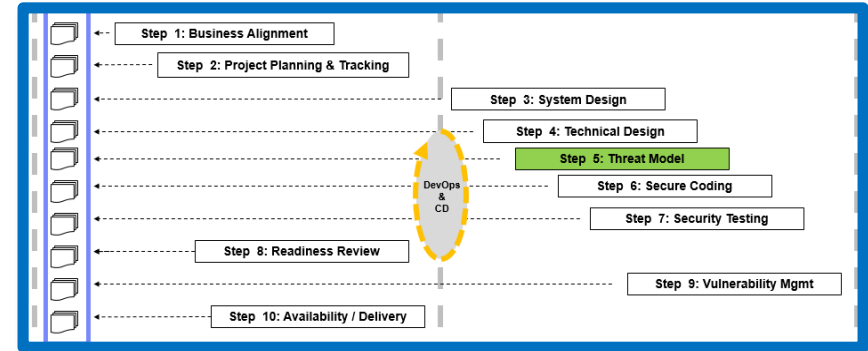 Step 1: Business Alignment
Step 2: Project Planning & Tracking
Step 3: System Design
Step 4: Technical Design
Step 5: Threat Model
DevOps
&
CD
Step 6: Secure Coding
Step 7: Security Testing
Step 8: Readiness Review
Step 9: Vulnerability Mgmt
Step 10: Availability / Delivery